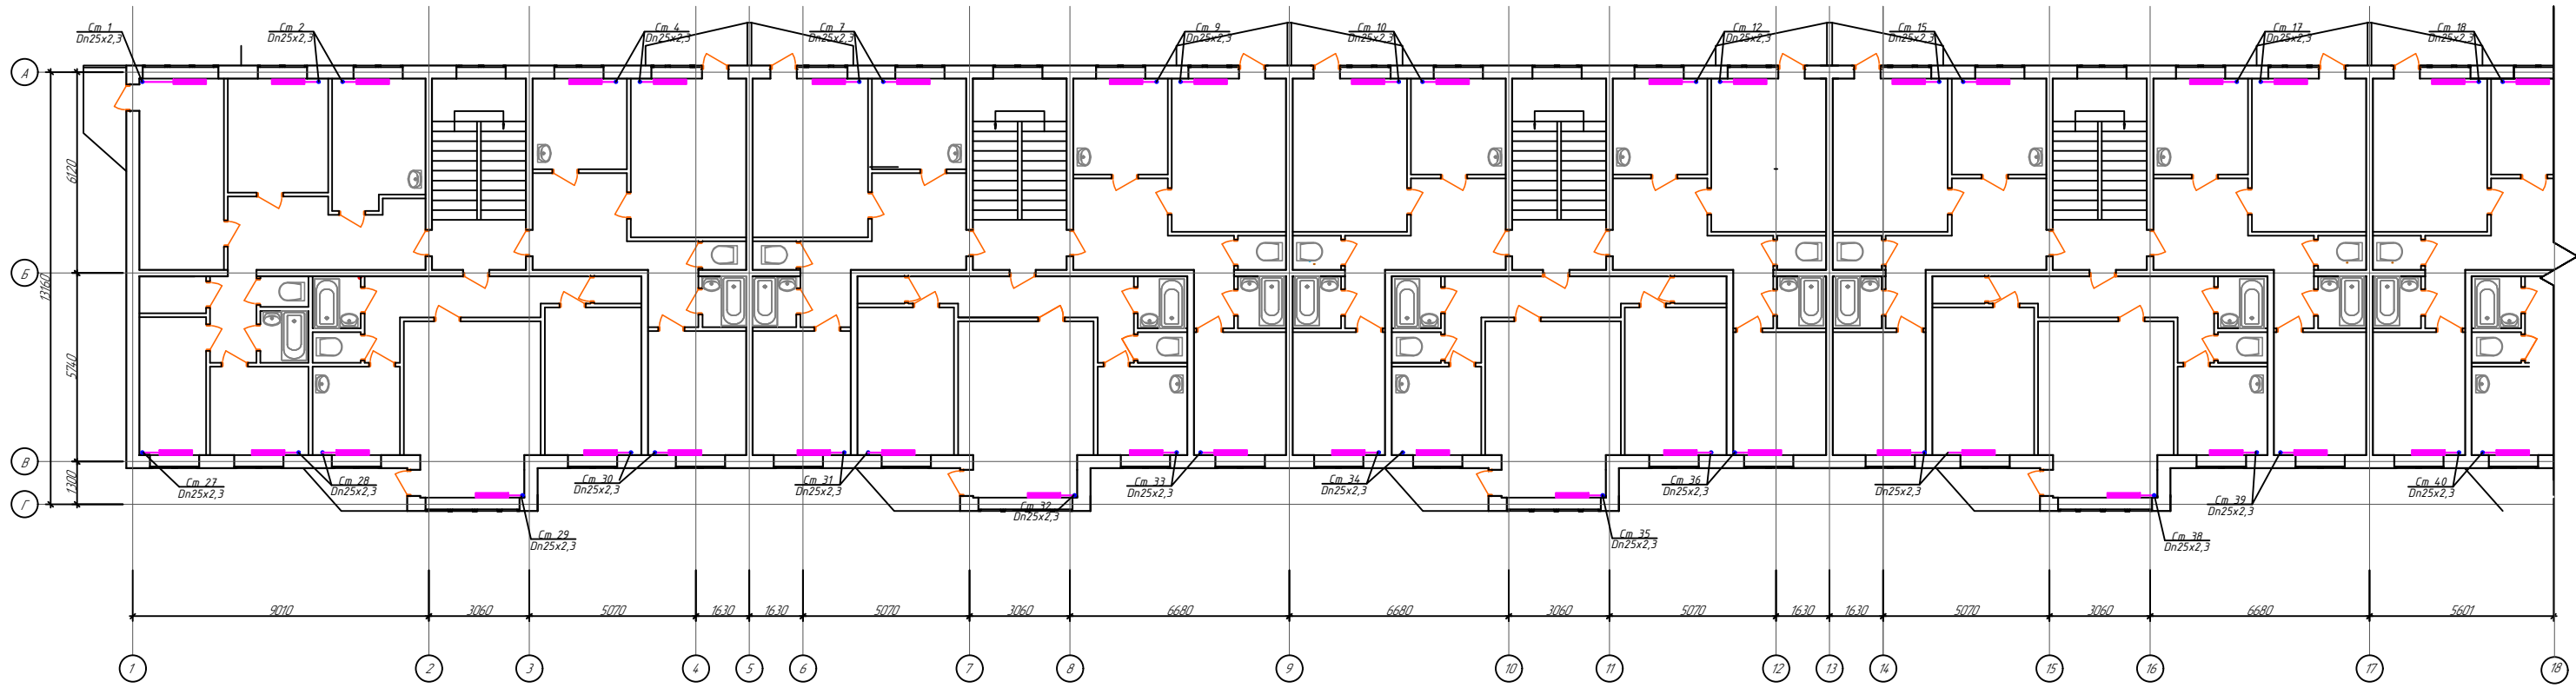 Ст 1
Dn25x2,3
Ст 2
Dn25x2,3
Ст 4
Dn25x2,3
Ст 7
Dn25x2,3
Ст 9
Dn25x2,3
Ст 10
Dn25x2,3
Ст 12
Dn25x2,3
Ст 15
Dn25x2,3
Ст 17
Dn25x2,3
Ст 18
Dn25x2,3
А
Б
В
Г
6120
13160
5740
1300
Ст 27
Dn25x2,3
Ст 28
Dn25x2,3
Ст 29
Dn25x2,3
Ст 30
Dn25x2,3
Ст 31
Dn25x2,3
Ст 32
Dn25x2,3
Ст 33
Dn25x2,3
Ст 34
Dn25x2,3
Ст 35
Dn25x2,3
Ст 36
Dn25x2,3
Dn25x2,3
Ст 38
Dn25x2,3
Ст 39
Dn25x2,3
Ст 40
Dn25x2,3
9010 3060 5070 1630 1630 5070 3060 6680 6680 3060 5070 1630 1630 5070 3060 6680 5601
1 2 3 4 5 6 7 8 9 10 11 12 13 14 15 16 17 18